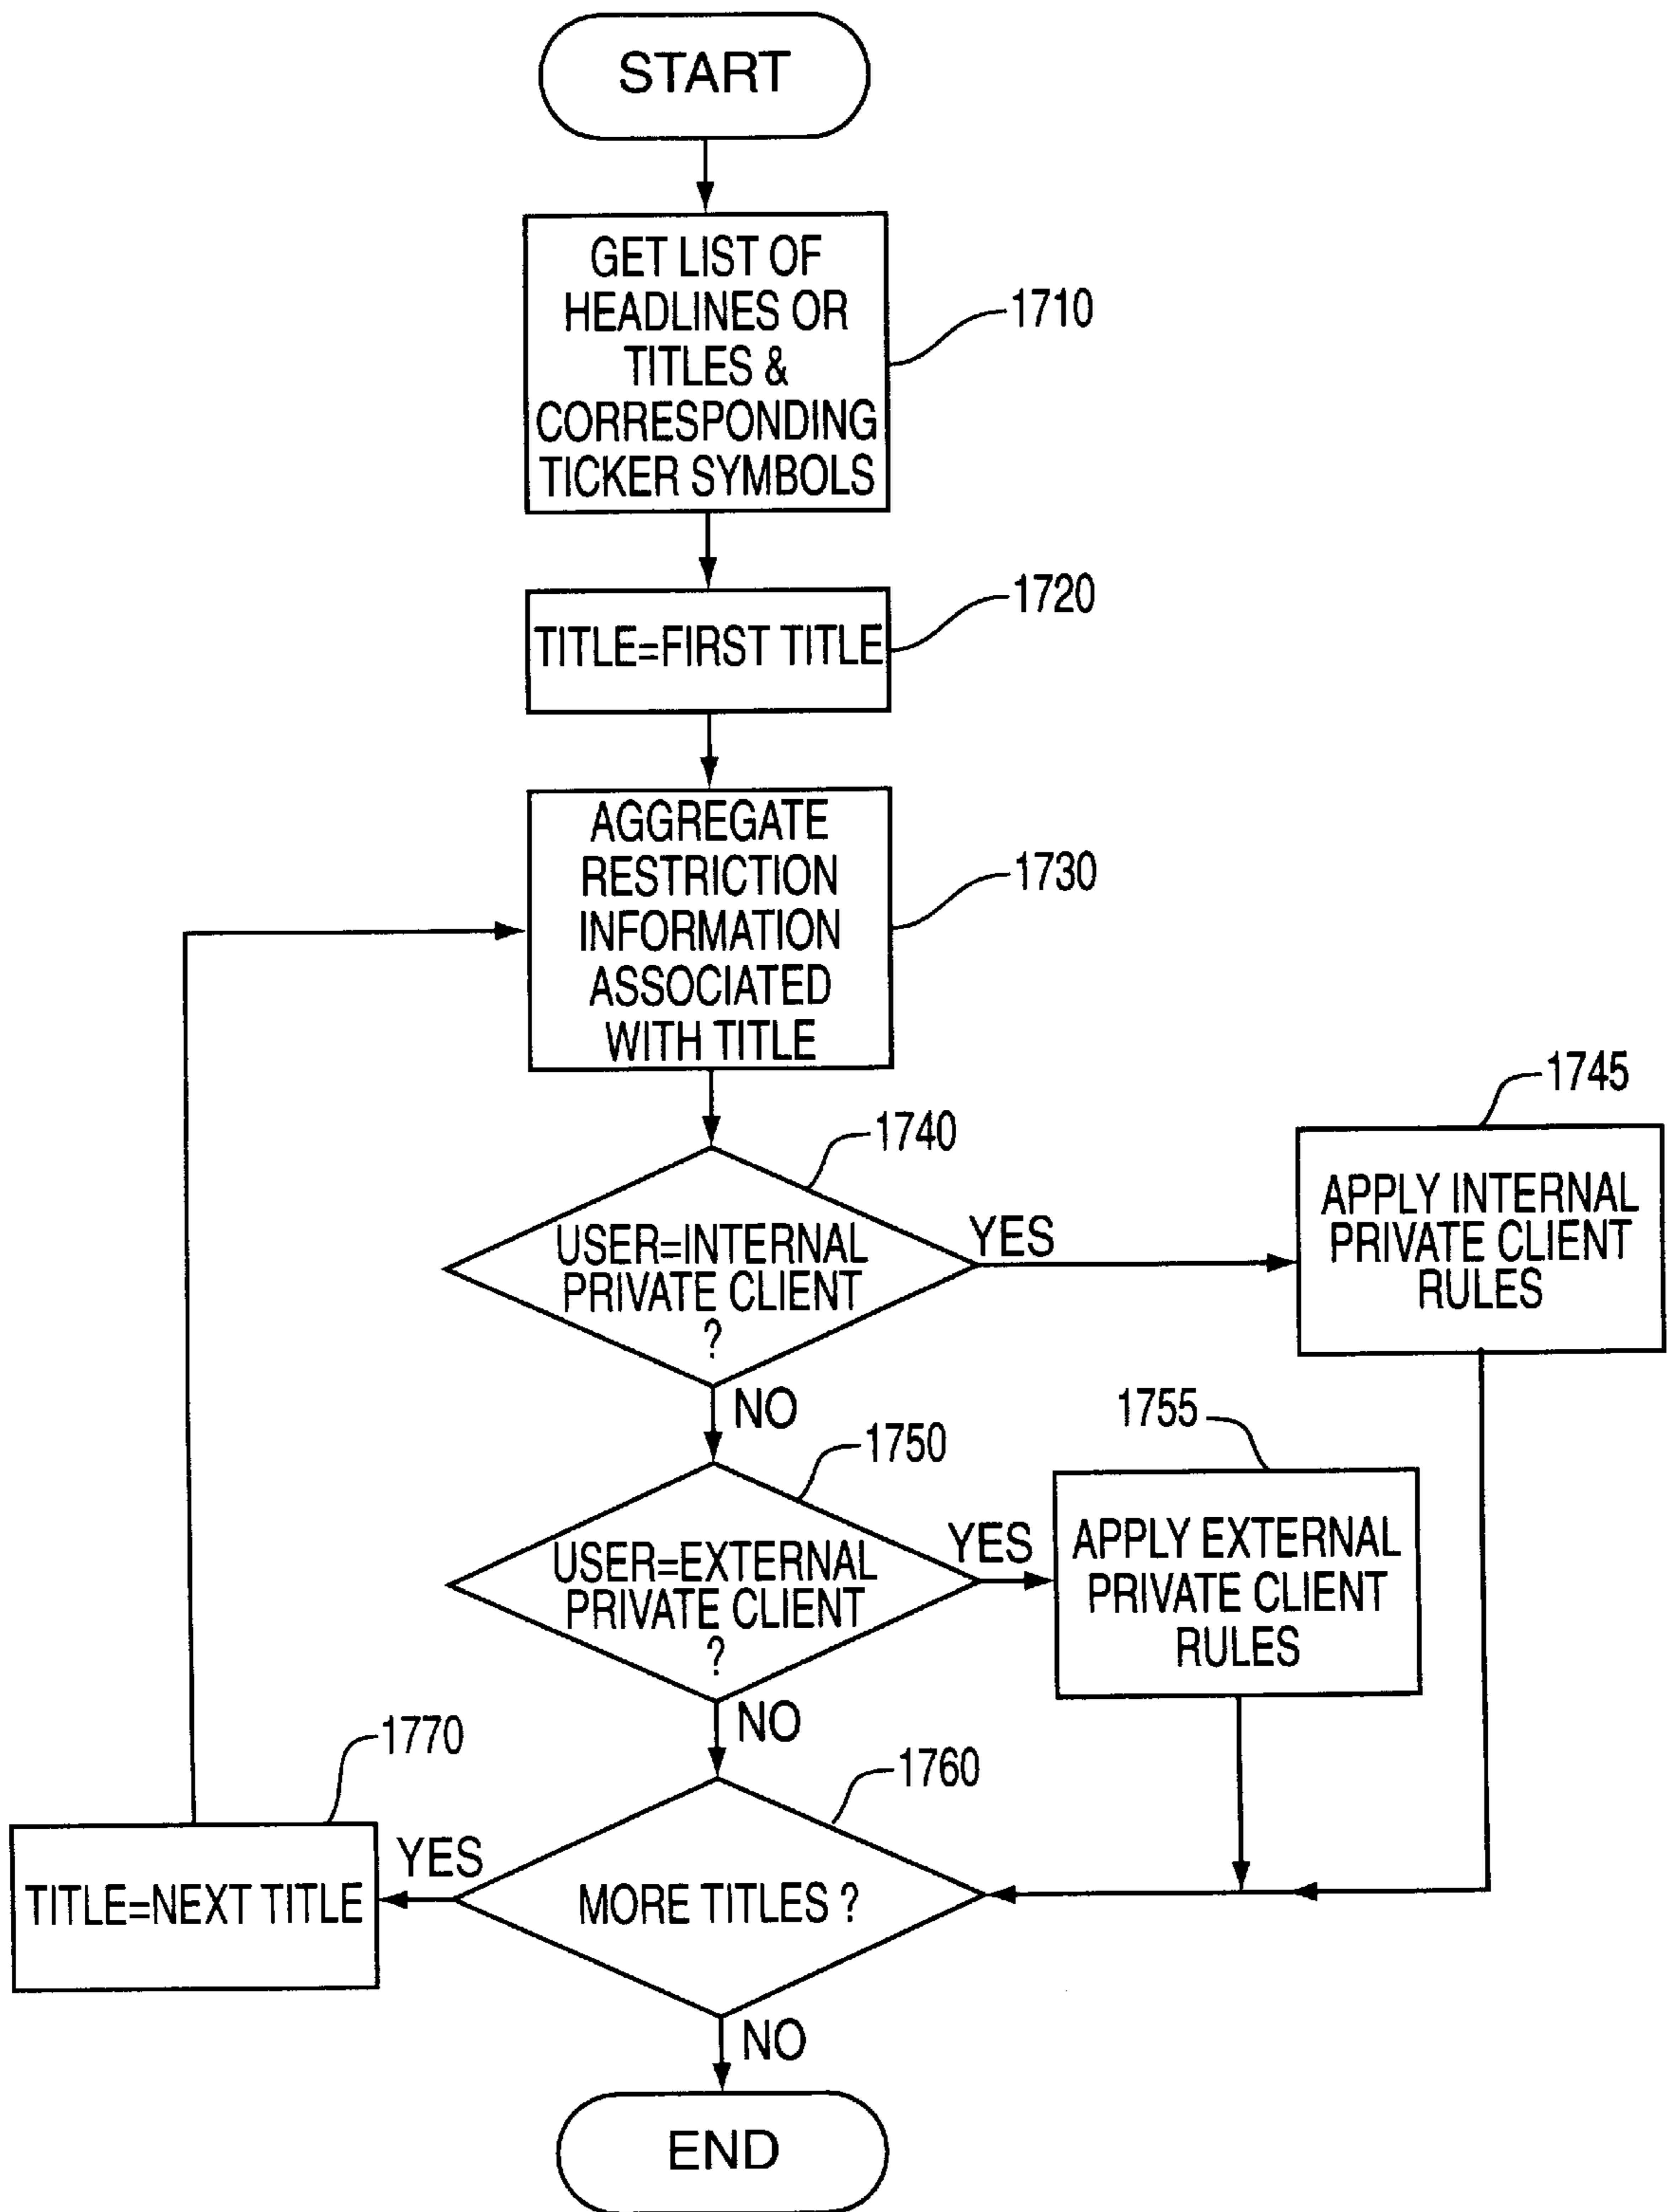 START
GET LIST OF
HEADLINES OR
TITLES &
CORRESPONDING
TICKER SYMBOLS
1710
TITLE=FIRST TITLE
1720
AGGREGATE
RESTRICTION
INFORMATION
ASSOCIATED
WITH TITLE
1730
USER=INTERNAL
PRIVATE CLIENT
?
1740
YES
APPLY INTERNAL
PRIVATE CLIENT
RULES
1745
NO
USER=EXTERNAL
PRIVATE CLIENT
?
1750
YES
APPLY EXTERNAL
PRIVATE CLIENT
RULES
1755
NO
MORE TITLES ?
1760
YES
TITLE=NEXT TITLE
1770
NO
END